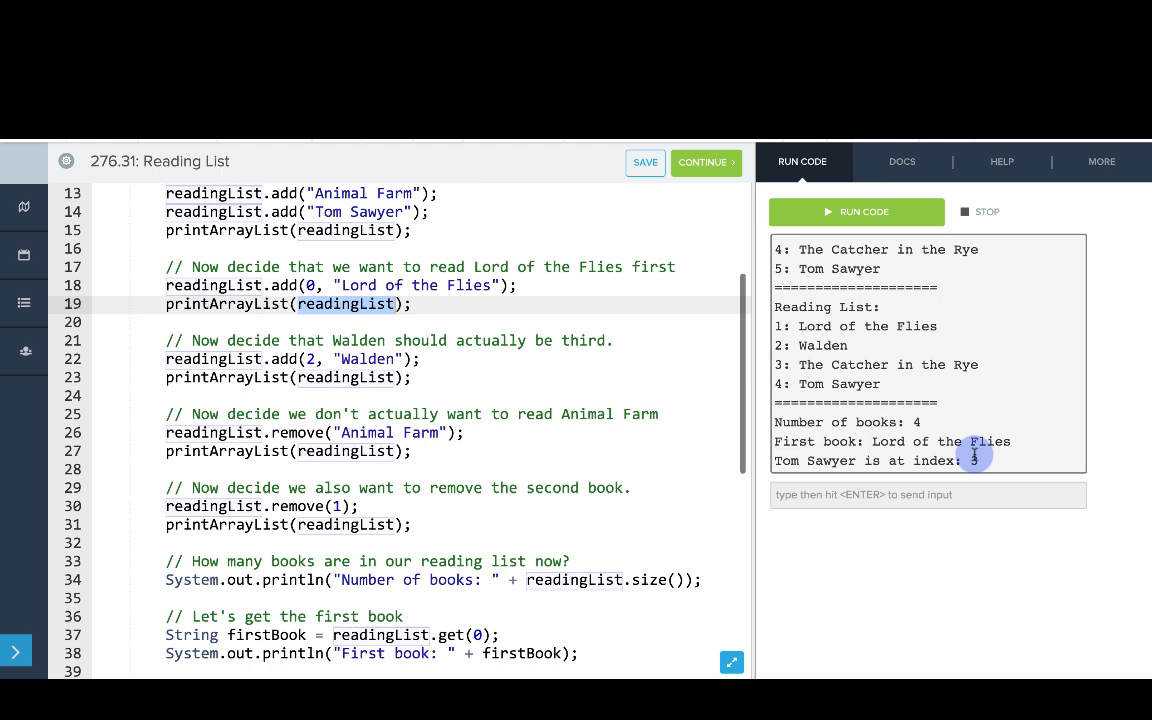 276.31: Reading List
SAVE
CONTINUE >
RUN CODE
DOCS
HELP
MORE
13 readingList.add("Animal Farm");
14 readingList.add("Tom Sawyer");
15 printArrayList(readingList);
16
17 // Now decide that we want to read Lord of the Flies first
18 readingList.add(0, "Lord of the Flies");
19 printArrayList(readingList);
20
21 // Now decide that Walden should actually be third.
22 readingList.add(2, "Walden");
23 printArrayList(readingList);
24
25 // Now decide we don't actually want to read Animal Farm
26 readingList.remove("Animal Farm");
27 printArrayList(readingList);
28
29 // Now decide we also want to remove the second book.
30 readingList.remove(1);
31 printArrayList(readingList);
32
33 // How many books are in our reading list now?
34 System.out.println("Number of books: " + readingList.size());
35
36 // Let's get the first book
37 String firstBook = readingList.get(0);
38 System.out.println("First book: " + firstBook);
39
RUN CODE
STOP
4: The Catcher in the Rye
5: Tom Sawyer
====================
Reading List:
1: Lord of the Flies
2: Walden
3: The Catcher in the Rye
4: Tom Sawyer
====================
Number of books: 4
First book: Lord of the Flies
Tom Sawyer is at index: 3
type then hit <ENTER> to send input